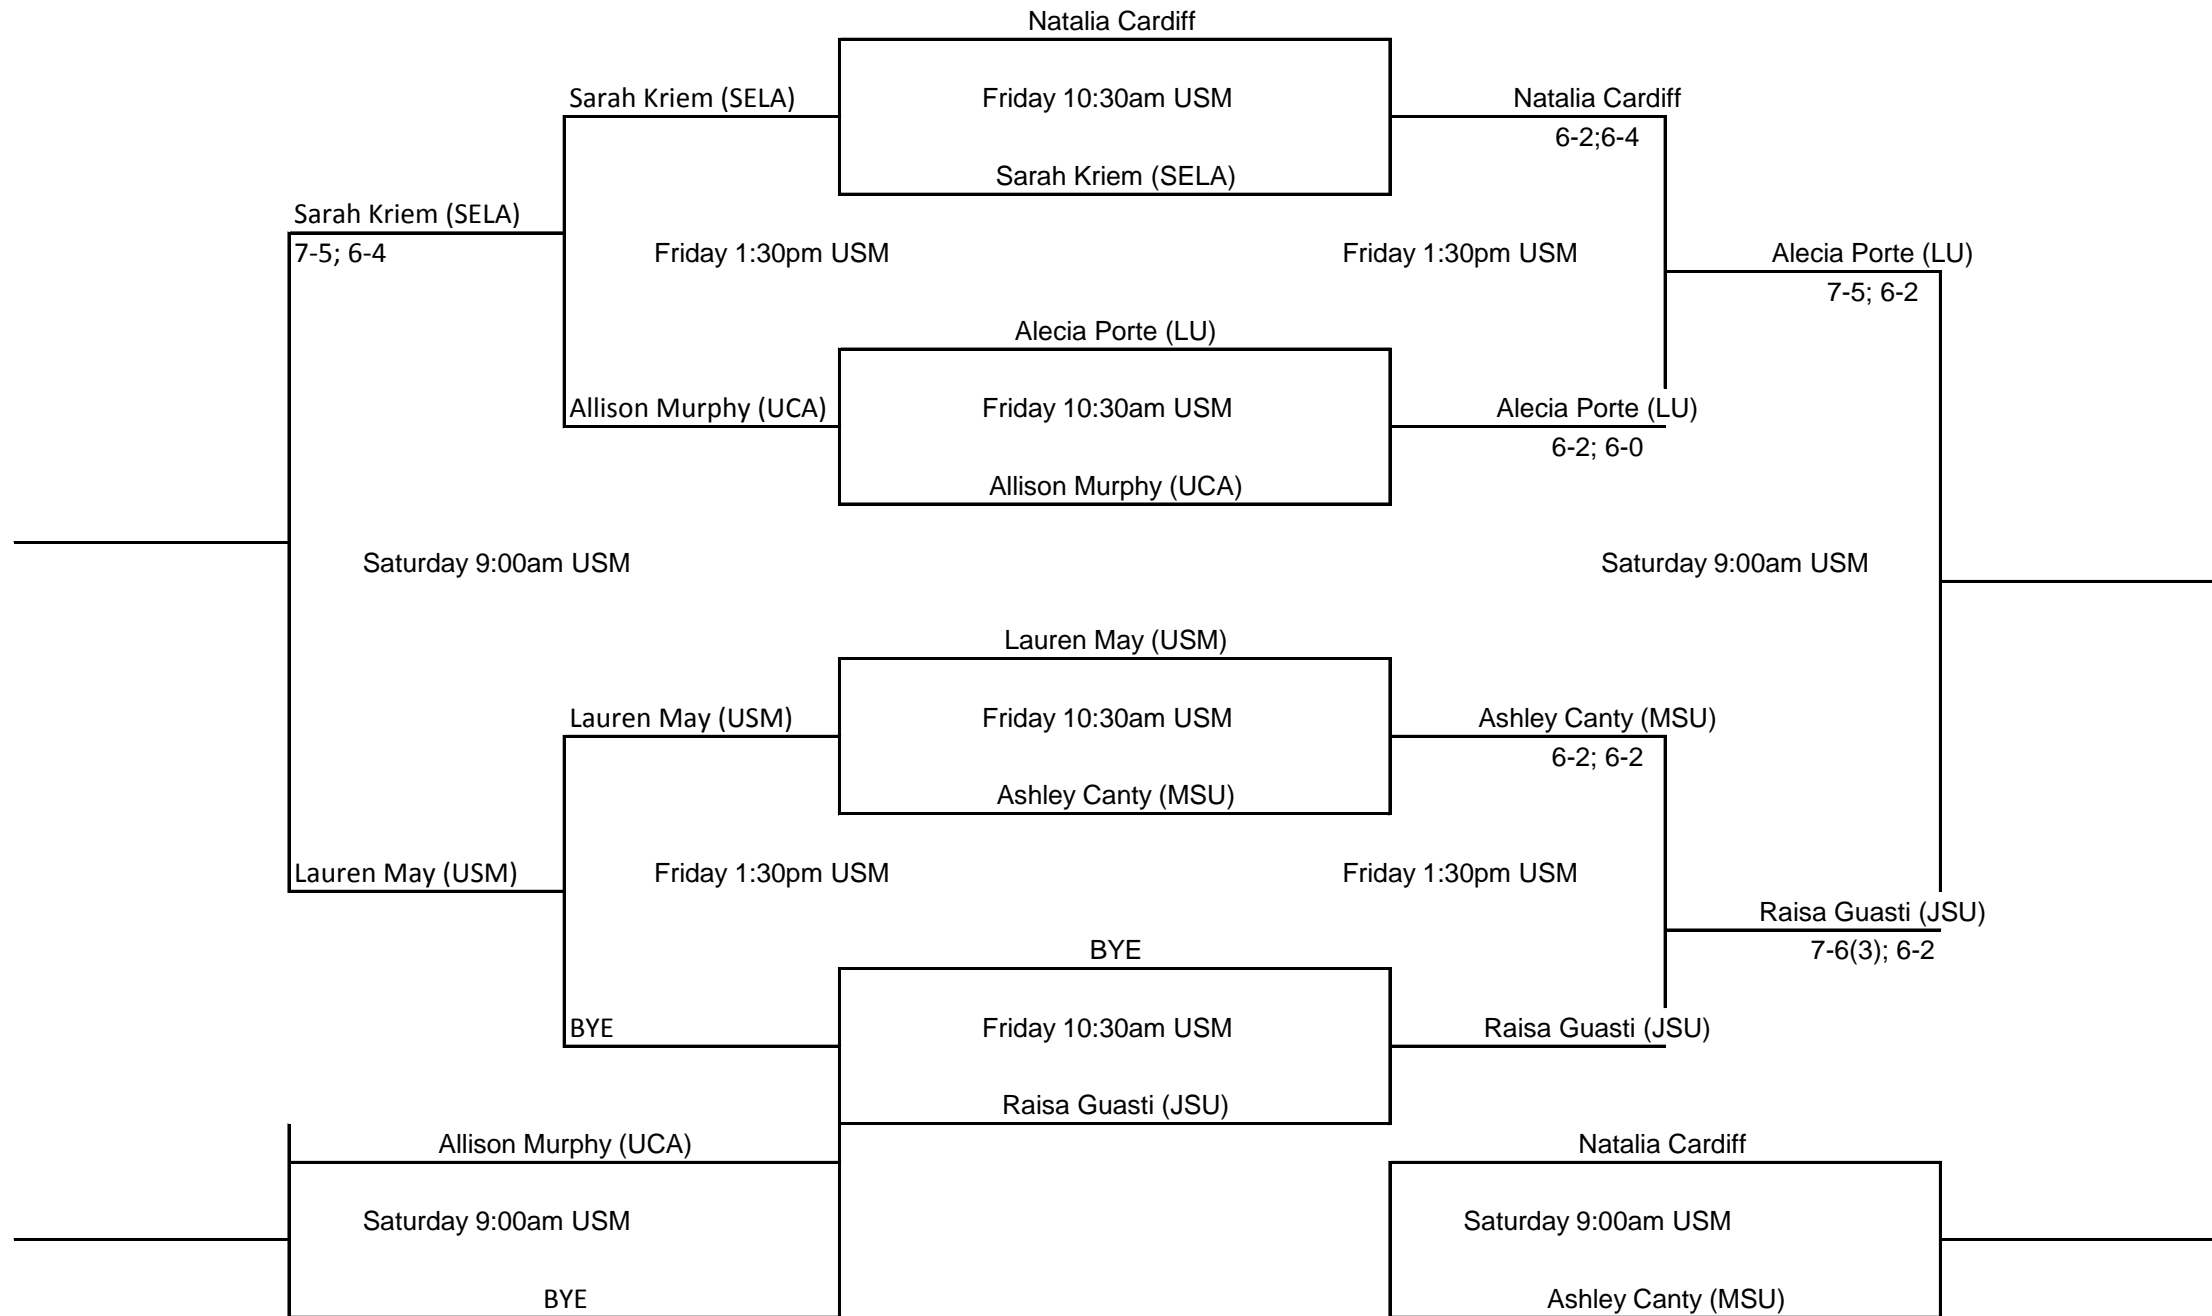 Natalia Cardiff
Sarah Kriem (SELA) Friday 10:30am USM Natalia Cardiff
6-2;6-4
Sarah Kriem (SELA)
Sarah Kriem (SELA)
7-5; 6-4 Friday 1:30pm USM Friday 1:30pm USM Alecia Porte (LU)
7-5; 6-2
Alecia Porte (LU)
Allison Murphy (UCA) Friday 10:30am USM Alecia Porte (LU)
6-2; 6-0
Allison Murphy (UCA)
Saturday 9:00am USM Saturday 9:00am USM
Lauren May (USM)
Lauren May (USM) Friday 10:30am USM Ashley Canty (MSU)
6-2; 6-2
Ashley Canty (MSU)
Lauren May (USM) Friday 1:30pm USM Friday 1:30pm USM
Raisa Guasti (JSU)
BYE 7-6(3); 6-2
BYE Friday 10:30am USM Raisa Guasti (JSU)
Raisa Guasti (JSU)
Allison Murphy (UCA) Natalia Cardiff
Saturday 9:00am USM Saturday 9:00am USM
BYE Ashley Canty (MSU)